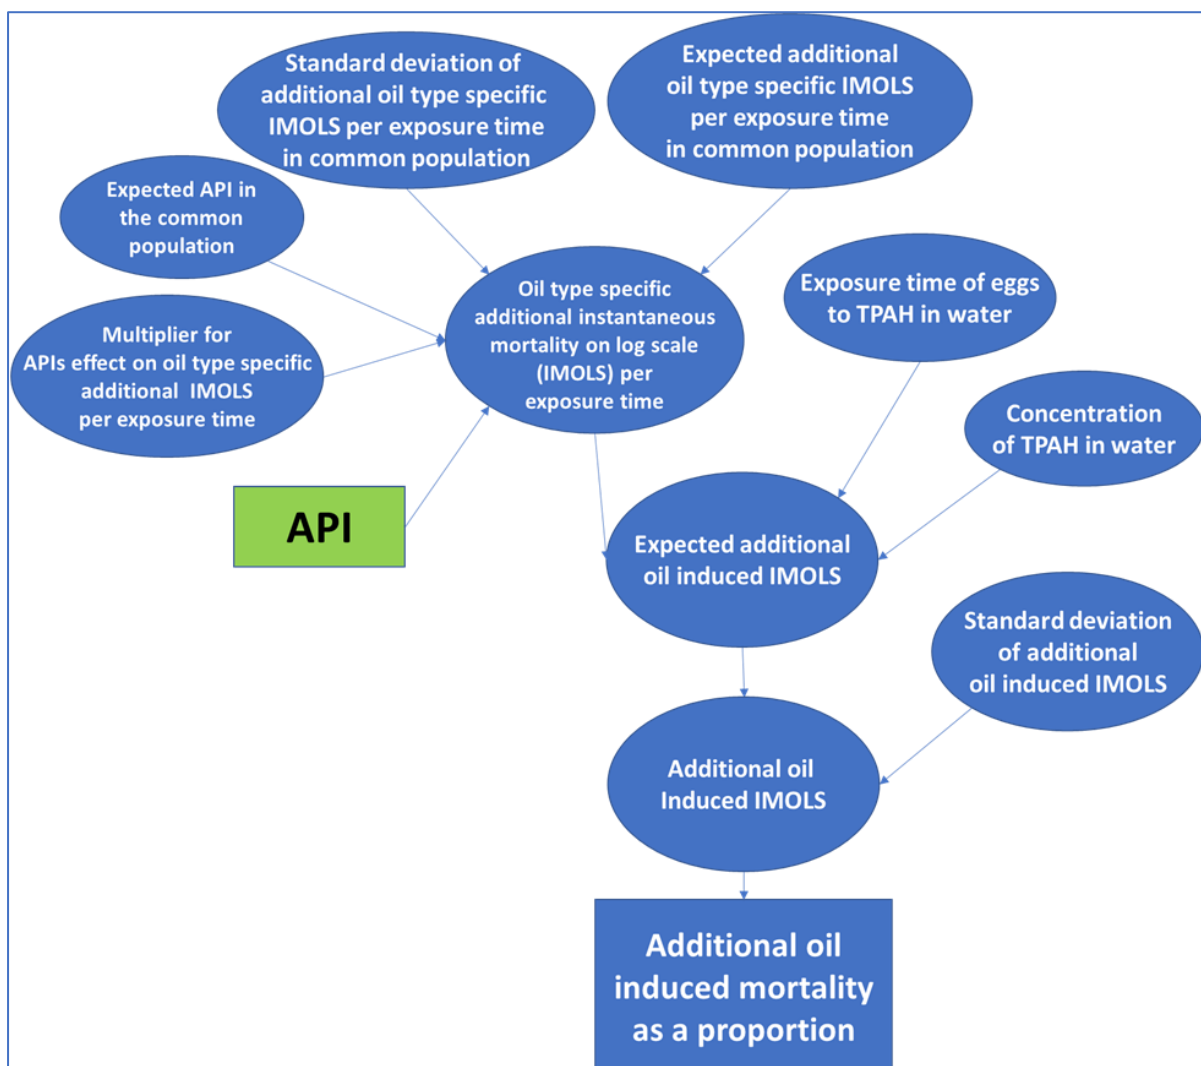 Standard deviation of
additional oil type specific
IMOLS per exposure time
in common population
Expected additional
oil type specific IMOLS
per exposure time
in common population
Expected API in
the common
population
Multiplier for
APIs effect on oil type specific
additional IMOLS
per exposure time
Oil type specific
additional instantaneous
mortality on log scale
(IMOLS) per
exposure time
Exposure time of eggs
to TPAH in water
Concentration
of TPAH in water
API
Expected additional
oil induced IMOLS
Standard deviation
of additional
oil induced IMOLS
Additional oil
Induced IMOLS
Additional oil
induced mortality
as a proportion